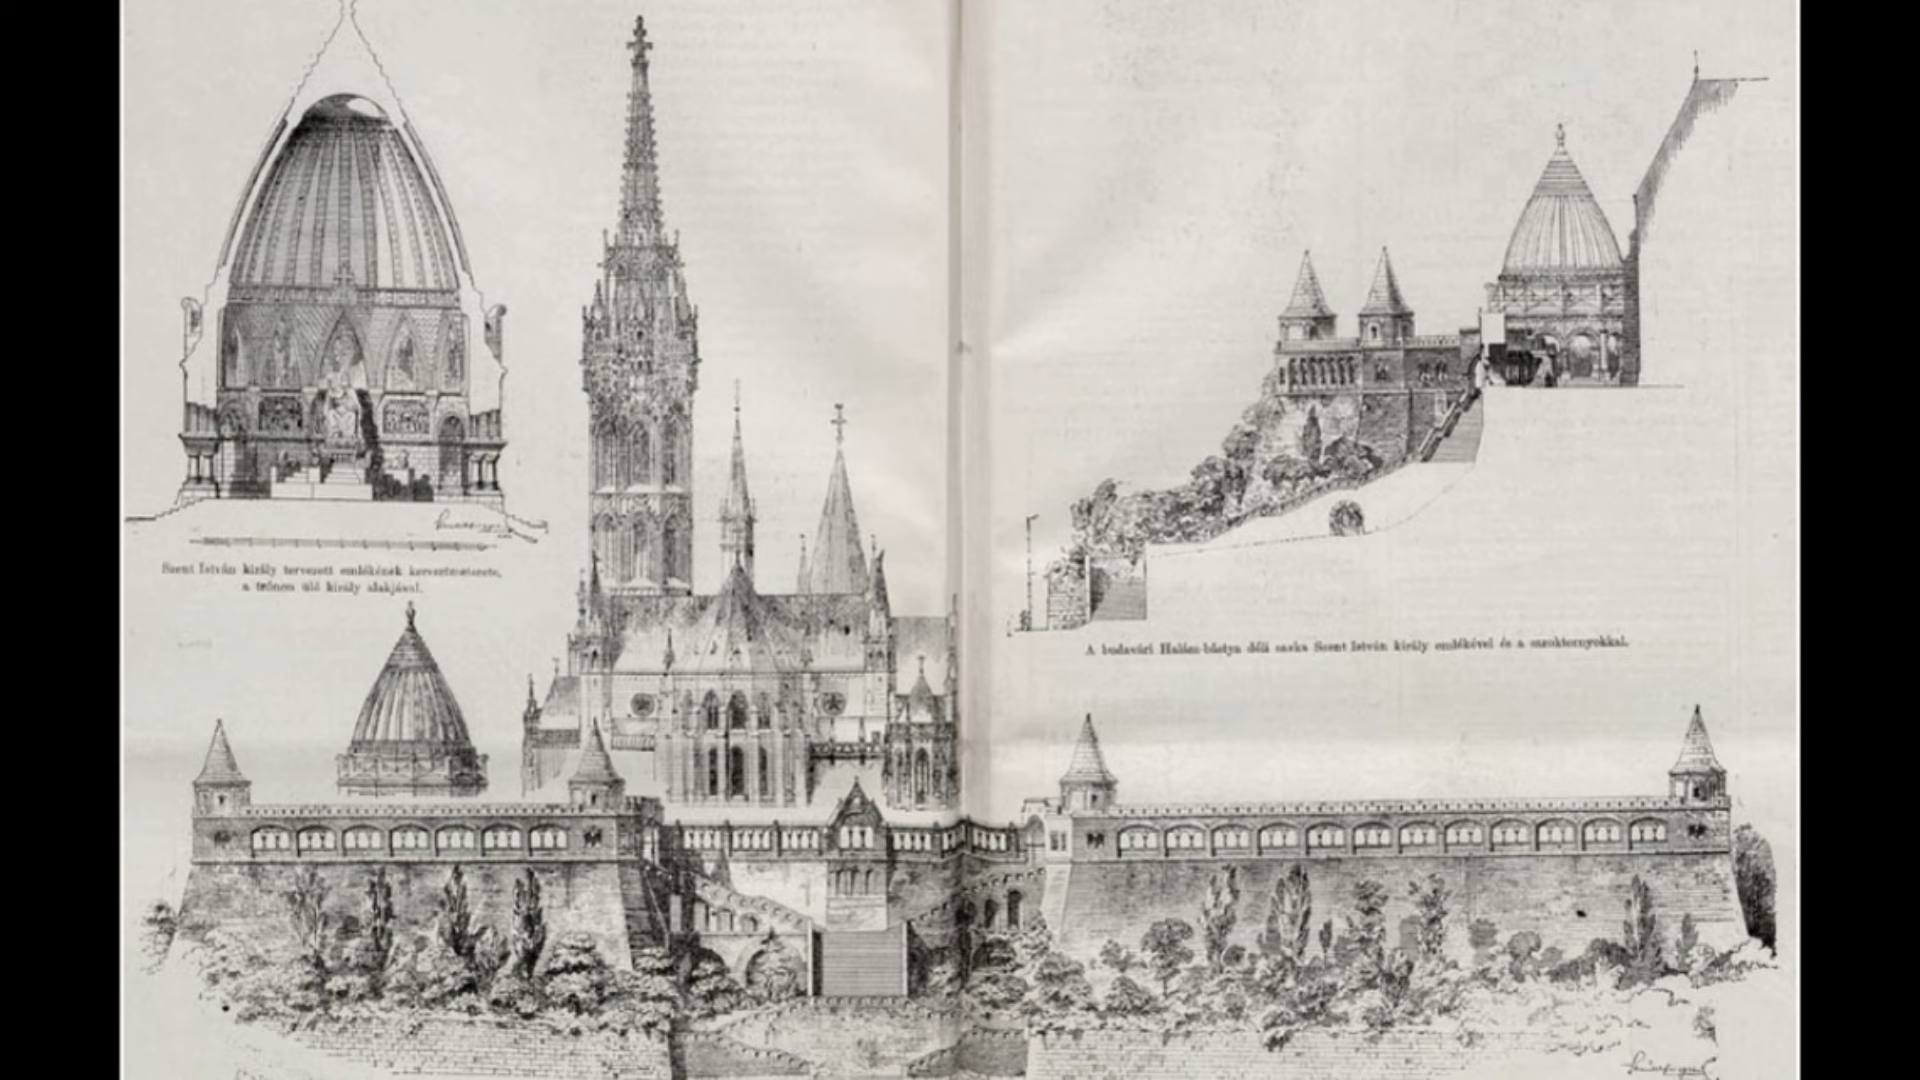 Szent István király tervezett emlékének keresztmetszete,
a trónon ülő király alakjával.
A budavári Halász-bástya déli szaka Szent István király emlékével és a csúcstornyokkal.